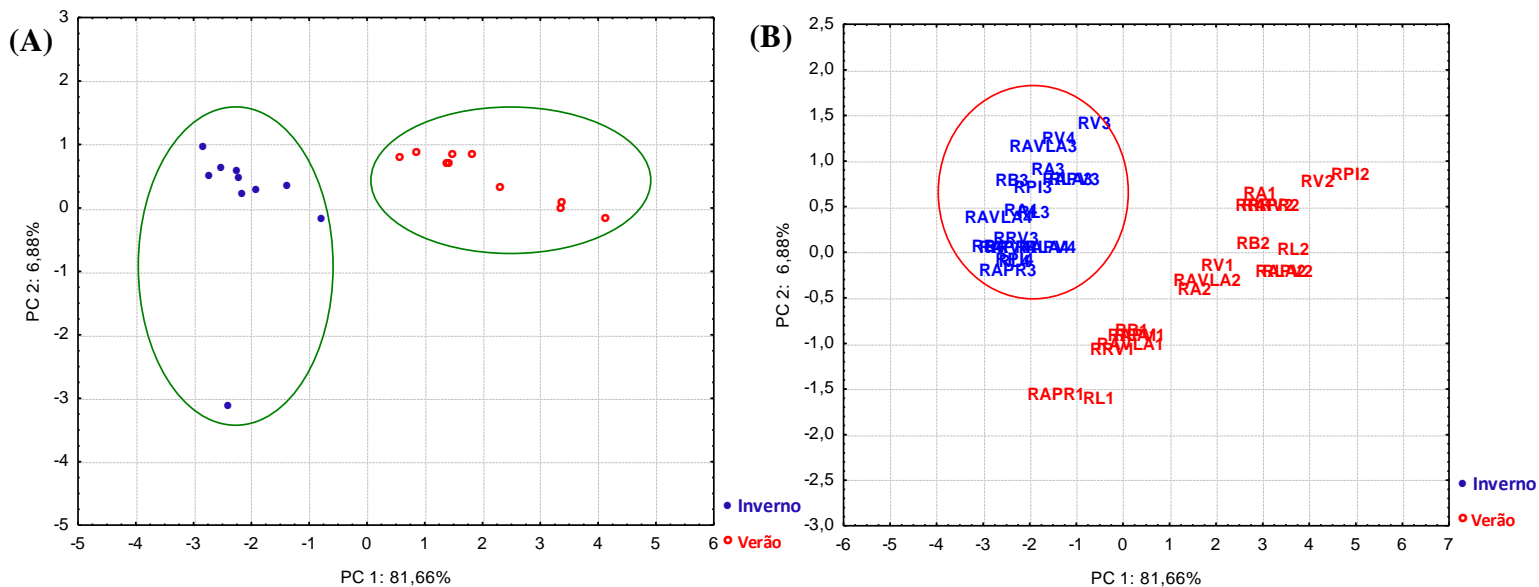 (A)
3
2
1
0
-1
-2
-3
-4
-5
PC 2: 6,88%
-5 -4 -3 -2 -1 0 1 2 3 4 5 6
PC 1: 81,66%
Inverno
Verão
(B)
2,5
2,0
1,5
1,0
0,5
0,0
-0,5
-1,0
-1,5
-2,0
-2,5
-3,0
PC 2: 6,88%
RV3
RV4
RAVLA3
RA3
RB3
RPI3
RL3
RAVLA4
RRV3
RAPR3
RV2 RPI2
RA1
RB2
RL2
RV1
RAVLA2
RA2
RB1
RAVLA1
RRV1
RAPR1
RL1
-6 -5 -4 -3 -2 -1 0 1 2 3 4 5 6 7
PC 1: 81,66%
Inverno
Verão